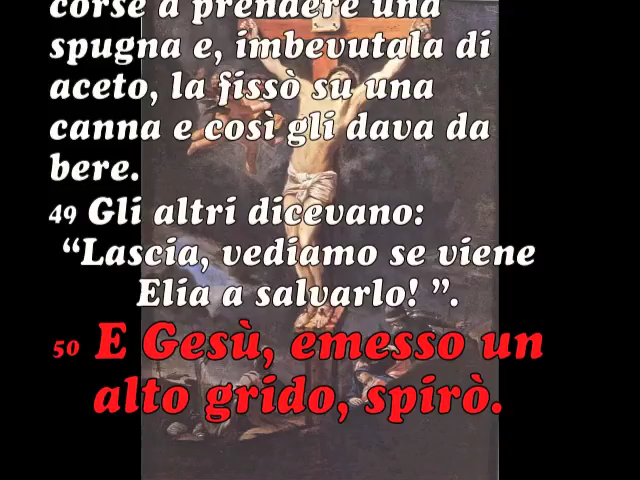 corse a prendere una
spugna e, imbevutala di
aceto, la fissò su una
canna e così gli dava da
bere.
49 Gli altri dicevano:
“Lascia, vediamo se viene
Elia a salvarlo! ”.
50 E Gesù, emesso un
alto grido, spirò.